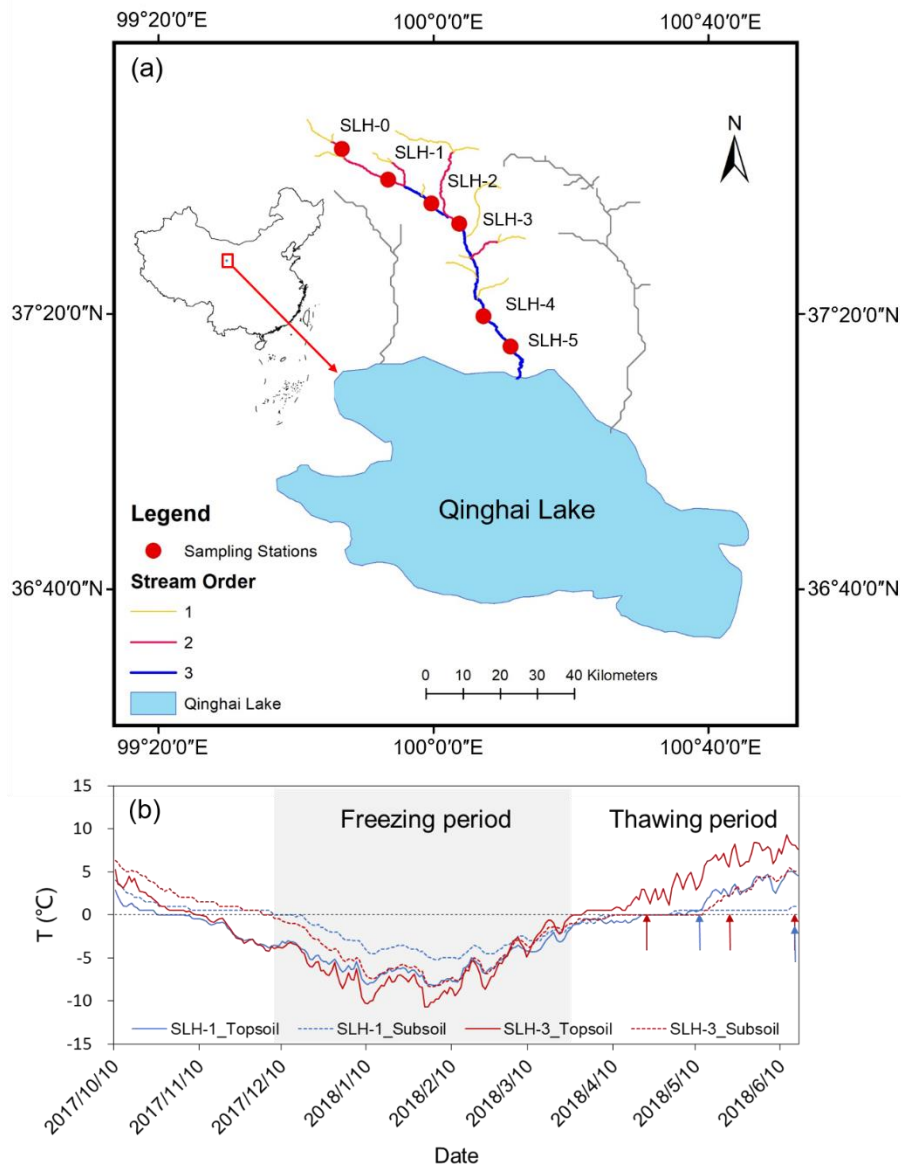 99°20′0″E 100°0′0″E 100°40′0″E
(a)
N
SLH-0
SLH-1
SLH-2
SLH-3
37°20′0″N 37°20′0″N
SLH-4
SLH-5
Qinghai Lake
Legend
Sampling Stations
Stream Order
36°40′0″N 36°40′0″N
1
2
3
0 10 20 30 40 Kilometers
Qinghai Lake
99°20′0″E 100°0′0″E 100°40′0″E
(b)
Freezing period Thawing period
15
10
5
0
-5
-10
-15
T (℃)
SLH-1_Topsoil SLH-1_Subsoil SLH-3_Topsoil SLH-3_Subsoil
2017/10/10 2017/11/10 2017/12/10 2018/1/10 2018/2/10 2018/3/10 2018/4/10 2018/5/10 2018/6/10
Date